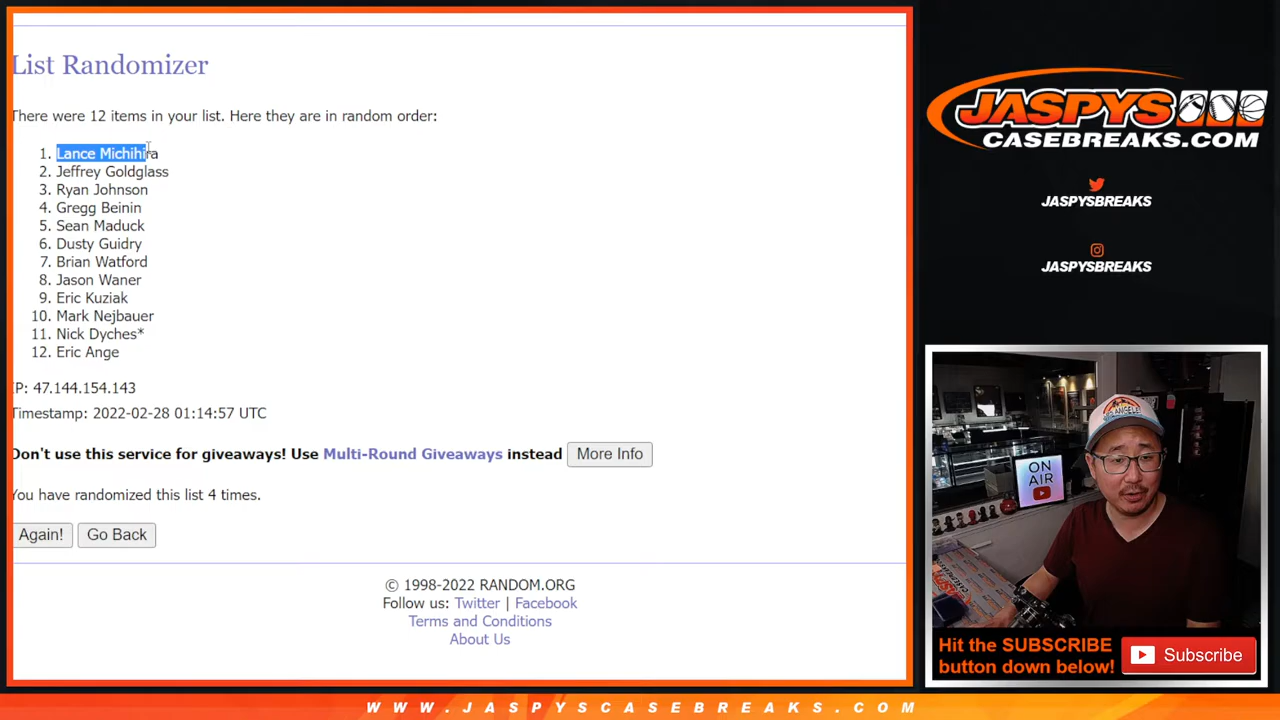 List Randomizer
There were 12 items in your list. Here they are in random order:
1. Lance Michihira
2. Jeffrey Goldglass
3. Ryan Johnson
4. Gregg Beinin
5. Sean Maduck
6. Dusty Guidry
7. Brian Watford
8. Jason Waner
9. Eric Kuziak
10. Mark Nejbauer
11. Nick Dyches*
12. Eric Ange
IP: 47.144.154.143
Timestamp: 2022-02-28 01:14:57 UTC
Don't use this service for giveaways! Use Multi-Round Giveaways instead More Info
You have randomized this list 4 times.
Again! Go Back
© 1998-2022 RANDOM.ORG
Follow us: Twitter | Facebook
Terms and Conditions
About Us
JASPYS
CASEBREAKS.COM
JASPYSBREAKS
JASPYSBREAKS
ON
AIR
Hit the SUBSCRIBE
button down below!
Subscribe
WWW.JASPYSCASEBREAKS.COM